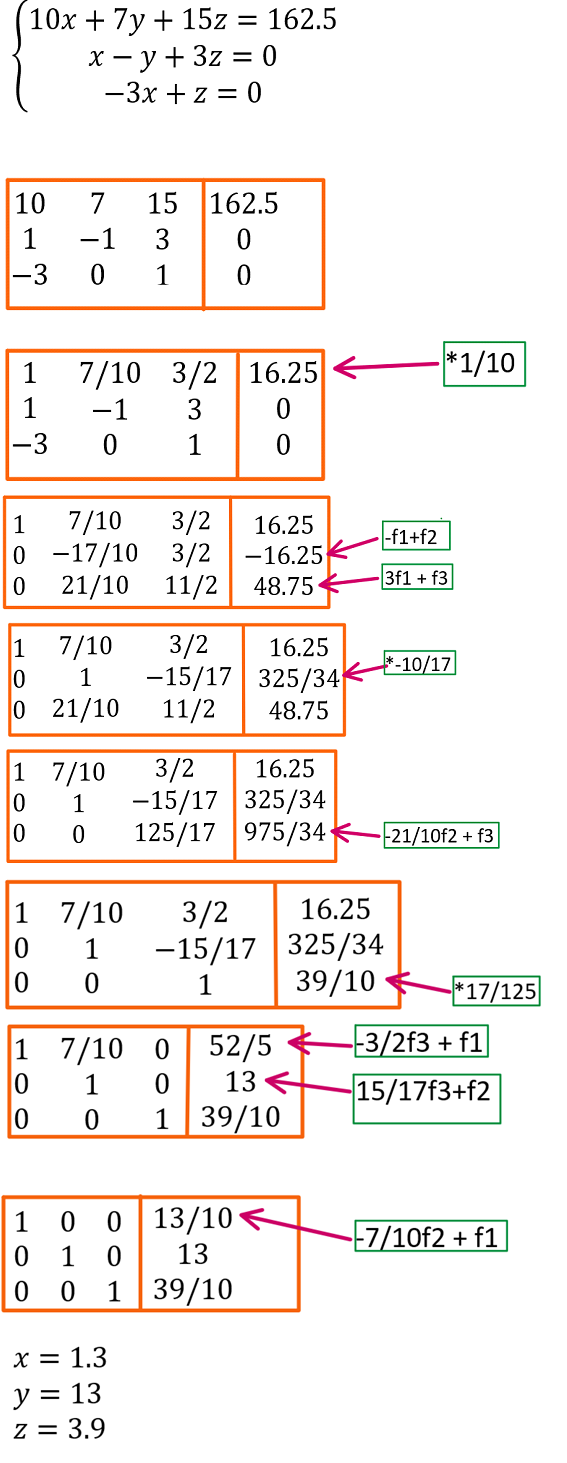 10x + 7y + 15z = 162.5
x − y + 3z = 0
−3x + z = 0
10 7 15 162.5
1 −1 3 0
−3 0 1 0
1 7/10 3/2 16.25 *1/10
1 −1 3 0
−3 0 1 0
1 7/10 3/2 16.25
0 −17/10 3/2 −16.25 -f1+f2
0 21/10 11/2 48.75 3f1 + f3
1 7/10 3/2 16.25
0 1 −15/17 325/34 *-10/17
0 21/10 11/2 48.75
1 7/10 3/2 16.25
0 1 −15/17 325/34
0 0 125/17 975/34 -21/10f2 + f3
1 7/10 3/2 16.25
0 1 −15/17 325/34
0 0 1 39/10 *17/125
1 7/10 0 52/5 -3/2f3 + f1
0 1 0 13 15/17f3+f2
0 0 1 39/10
1 0 0 13/10 -7/10f2 + f1
0 1 0 13
0 0 1 39/10
x = 1.3
y = 13
z = 3.9